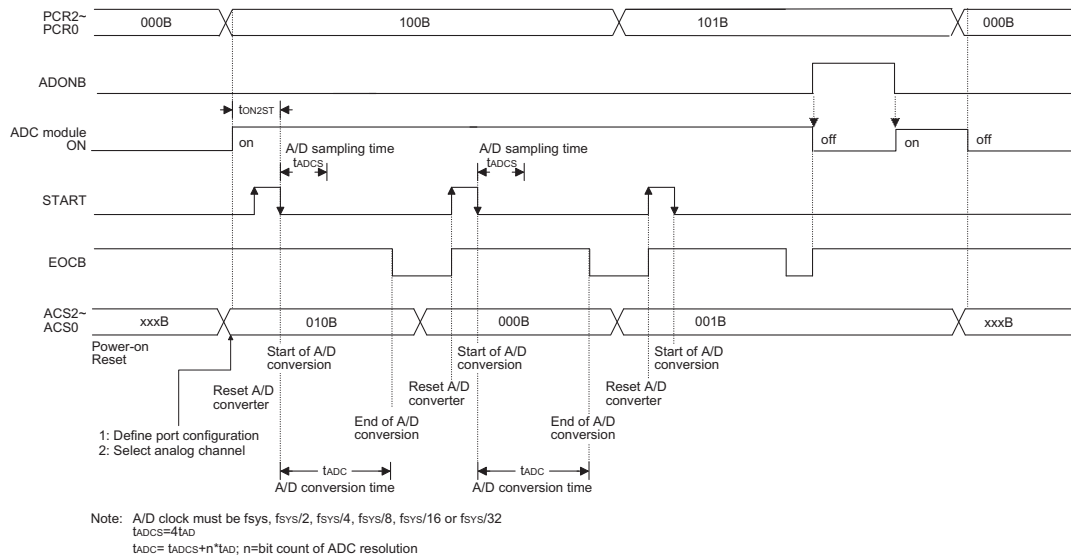 PCR2~
PCR0
000B
100B
101B
000B
ADONB
tON2ST
ADC module
ON
on
off
on
off
A/D sampling time
tADCS
A/D sampling time
tADCS
START
EOCB
ACS2~
ACS0
xxxB
010B
000B
001B
xxxB
Power-on
Reset
Start of A/D
conversion
Start of A/D
conversion
Start of A/D
conversion
Reset A/D
converter
Reset A/D
converter
Reset A/D
converter
End of A/D
conversion
End of A/D
conversion
1: Define port configuration
2: Select analog channel
tADC
A/D conversion time
tADC
A/D conversion time
Note: A/D clock must be fsys, fSYS/2, fSYS/4, fSYS/8, fSYS/16 or fSYS/32
tADCS=4tAD
tADC= tADCS+n*tAD; n=bit count of ADC resolution